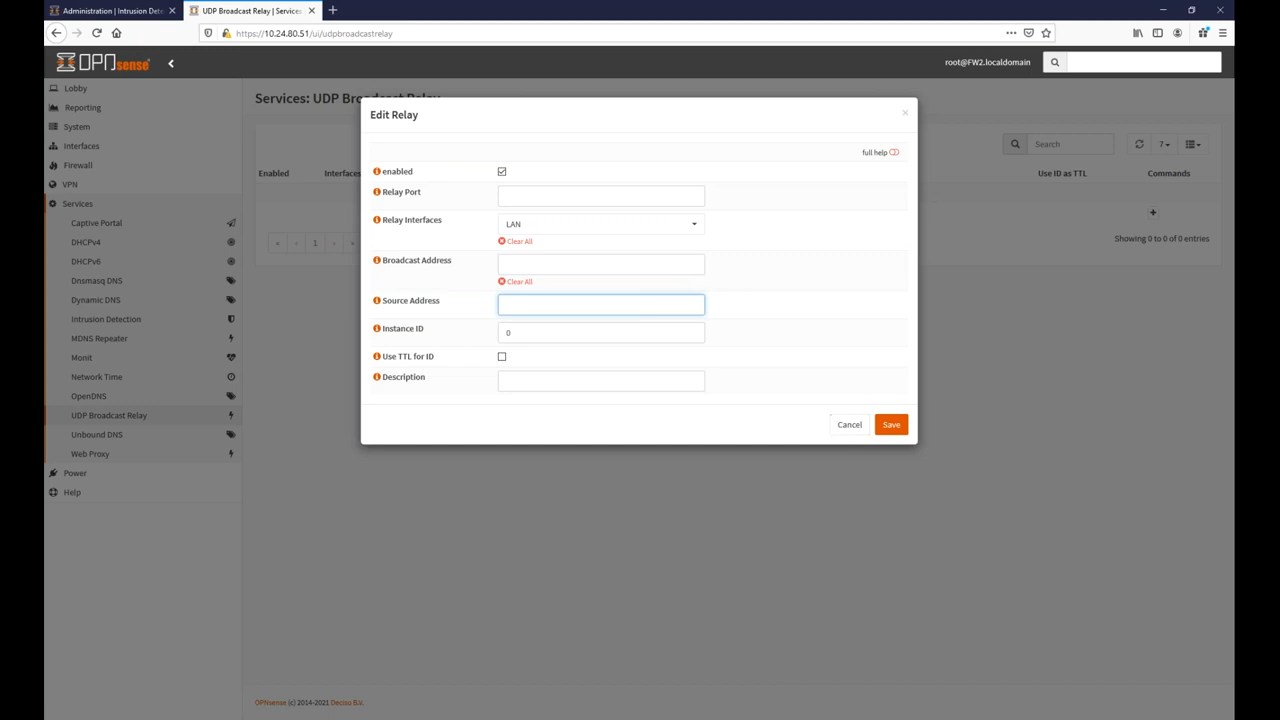 Administration | Intrusion Dete
UDP Broadcast Relay | Services
https://10.24.80.51/ui/udpbroadcastrelay
OPNsense
root@FW2.localdomain
Lobby
Reporting
System
Interfaces
Firewall
VPN
Services
Captive Portal
DHCPv4
DHCPv6
Dnsmasq DNS
Dynamic DNS
Intrusion Detection
MDNS Repeater
Monit
Network Time
OpenDNS
UDP Broadcast Relay
Unbound DNS
Web Proxy
Power
Help
Services: UDP Broadcast Relay
Search
7
Enabled
Interfaces
Use ID as TTL
Commands
«
‹
1
›
»
Showing 0 to 0 of 0 entries
Edit Relay
×
full help
enabled
Relay Port
Relay Interfaces
LAN
Clear All
Broadcast Address
Clear All
Source Address
Instance ID
0
Use TTL for ID
Description
Cancel
Save
OPNsense (c) 2014-2021 Deciso B.V.